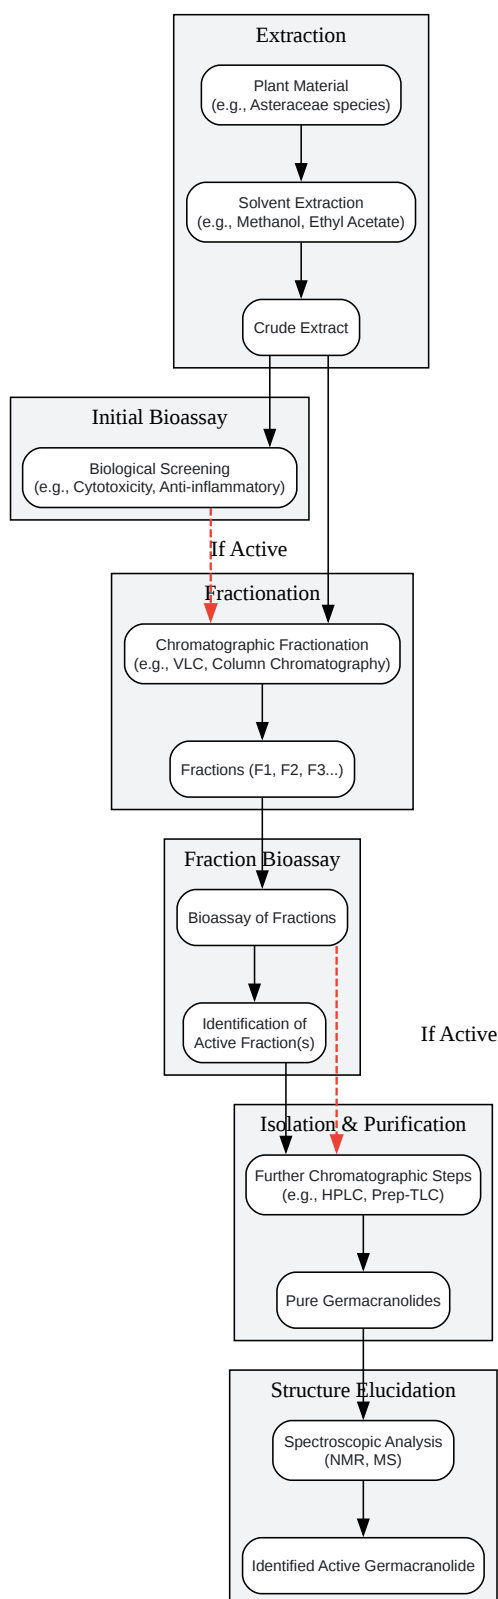 Extraction
Plant Material
(e.g., Asteraceae species)
Solvent Extraction
(e.g., Methanol, Ethyl Acetate)
Crude Extract
Initial Bioassay
Biological Screening
(e.g., Cytotoxicity, Anti-inflammatory)
If Active
Fractionation
Chromatographic Fractionation
(e.g., VLC, Column Chromatography)
Fractions (F1, F2, F3...)
Fraction Bioassay
Bioassay of Fractions
Identification of
Active Fraction(s)
If Active
Isolation & Purification
Further Chromatographic Steps
(e.g., HPLC, Prep-TLC)
Pure Germacranolides
Structure Elucidation
Spectroscopic Analysis
(NMR, MS)
Identified Active Germacranolide